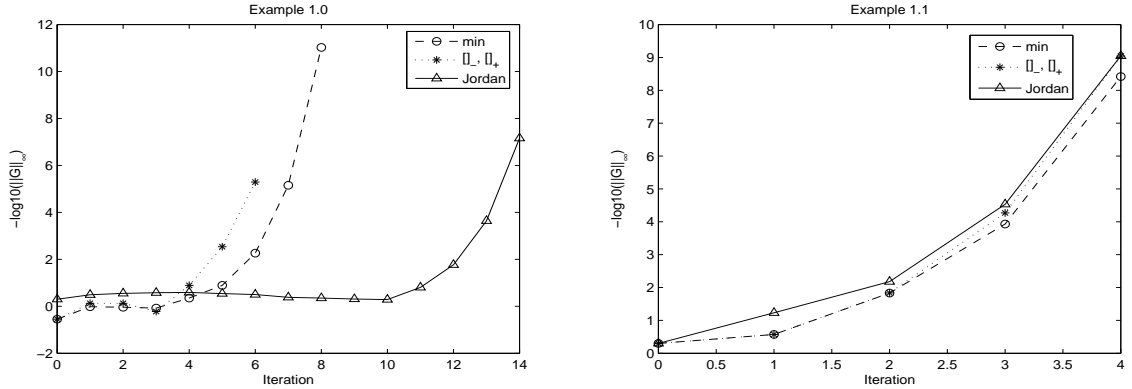 Example 1.0
12
10
8
6
4
2
0
−2
−log10(||G||∞)
min
[]_, []+
Jordan
0 2 4 6 8 10 12 14
Iteration
Example 1.1
10
9
8
7
6
5
4
3
2
1
0
−log10(||G||∞)
min
[]_, []+
Jordan
0 0.5 1 1.5 2 2.5 3 3.5 4
Iteration